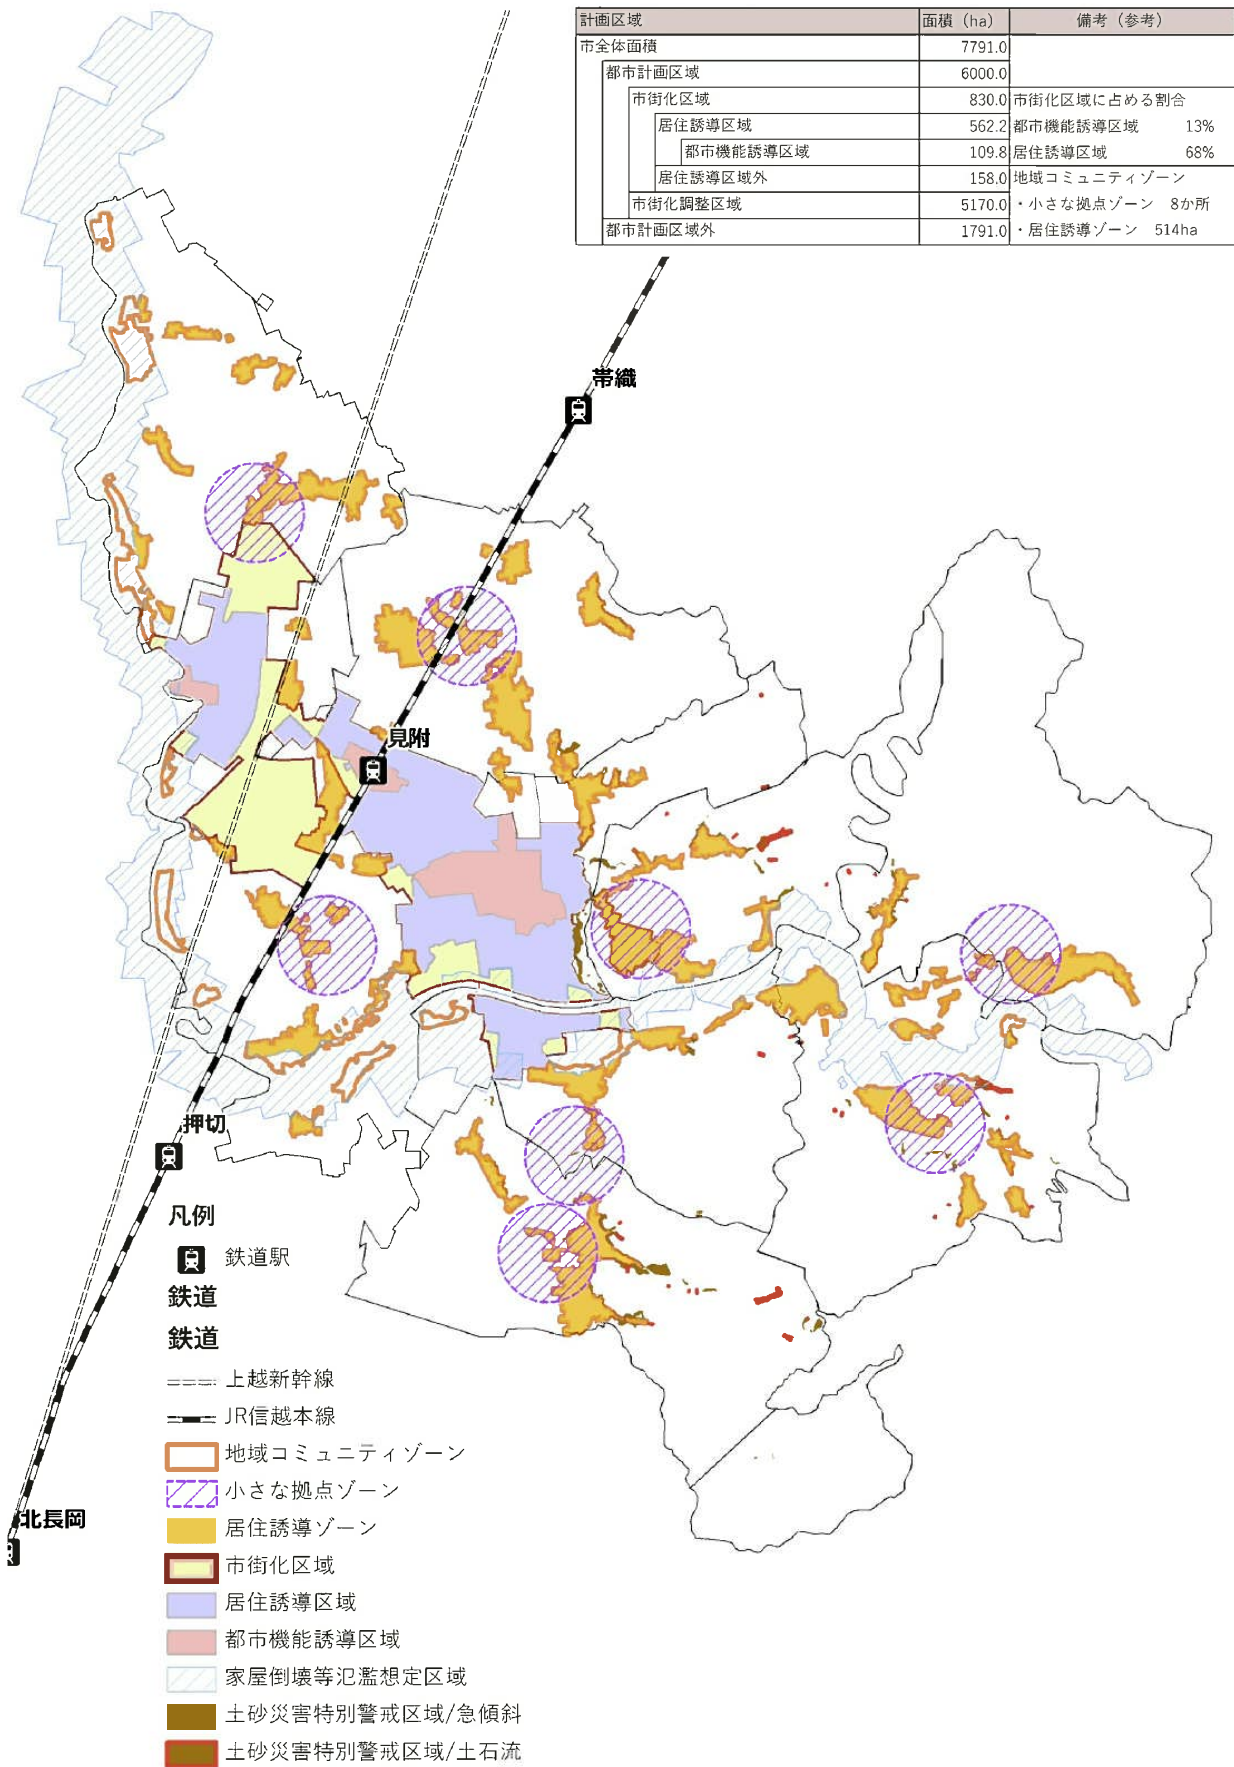 計画区域 面積（ha） 備考（参考）
市全体面積 7791.0
都市計画区域 6000.0
市街化区域 830.0 市街化区域に占める割合
居住誘導区域 562.2 都市機能誘導区域 13%
都市機能誘導区域 109.8 居住誘導区域 68%
居住誘導区域外 158.0 地域コミュニティゾーン
市街化調整区域 5170.0 ・小さな拠点ゾーン 8か所
都市計画区域外 1791.0 ・居住誘導ゾーン 514ha
帯織
見附
押切
北長岡
凡例
鉄道駅
鉄道
鉄道
上越新幹線
JR信越本線
地域コミュニティゾーン
小さな拠点ゾーン
居住誘導ゾーン
市街化区域
居住誘導区域
都市機能誘導区域
家屋倒壊等氾濫想定区域
土砂災害特別警戒区域/急傾斜
土砂災害特別警戒区域/土石流